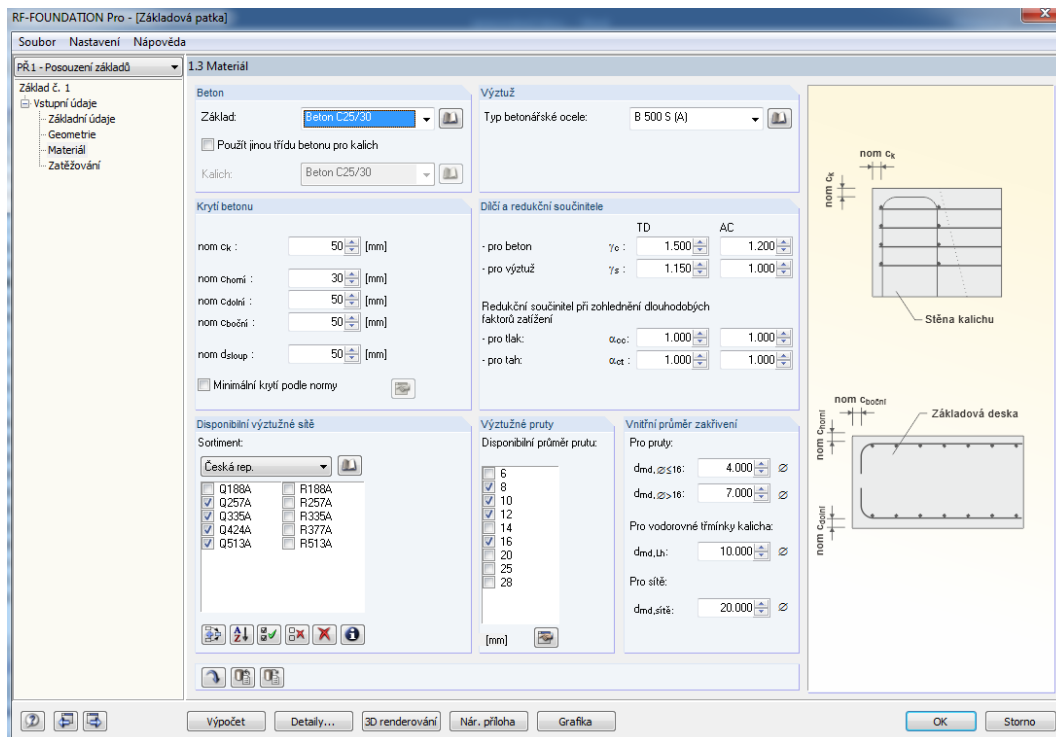 RF-FOUNDATION Pro - [Základová patka]
Soubor Nastavení Nápověda
PŘ1 - Posouzení základů
Základ č. 1
Vstupní údaje
Základní údaje
Geometrie
Materiál
Zatěžování
1.3 Materiál
Beton
Základ: Beton C25/30
Použít jinou třídu betonu pro kalich
Kalich: Beton C25/30
Výztuž
Typ betonářské ocele: B 500 S (A)
Krytí betonu
nom ck : 50 [mm]
nom chorní : 30 [mm]
nom cdolní : 50 [mm]
nom cboční : 50 [mm]
nom dsloup : 50 [mm]
Minimální krytí podle normy
Dílčí a redukční součinitele
TD AC
- pro beton γc : 1.500 1.200
- pro výztuž γs : 1.150 1.000
Redukční součinitel při zohlednění dlouhodobých
faktorů zatížení
- pro tlak: αcc: 1.000 1.000
- pro tah: αct : 1.000 1.000
Disponibilní výztužné sítě
Sortiment:
Česká rep.
Q188A R188A
Q257A R257A
Q335A R335A
Q424A R377A
Q513A R513A
Výztužné pruty
Disponibilní průměr prutu:
6
8
10
12
14
16
20
25
28
[mm]
Vnitřní průměr zakřivení
Pro pruty:
dmd,∅≤16: 4.000 ∅
dmd,∅>16: 7.000 ∅
Pro vodorovné třmínky kalicha:
dmd,Lh: 10.000 ∅
Pro sítě:
dmd,sítě: 20.000 ∅
nom ck
nom ck
Stěna kalichu
nom cboční
Základová deska
nom chorní
nom cdolní
Výpočet
Detaily...
3D renderování
Nár. příloha
Grafika
OK
Storno